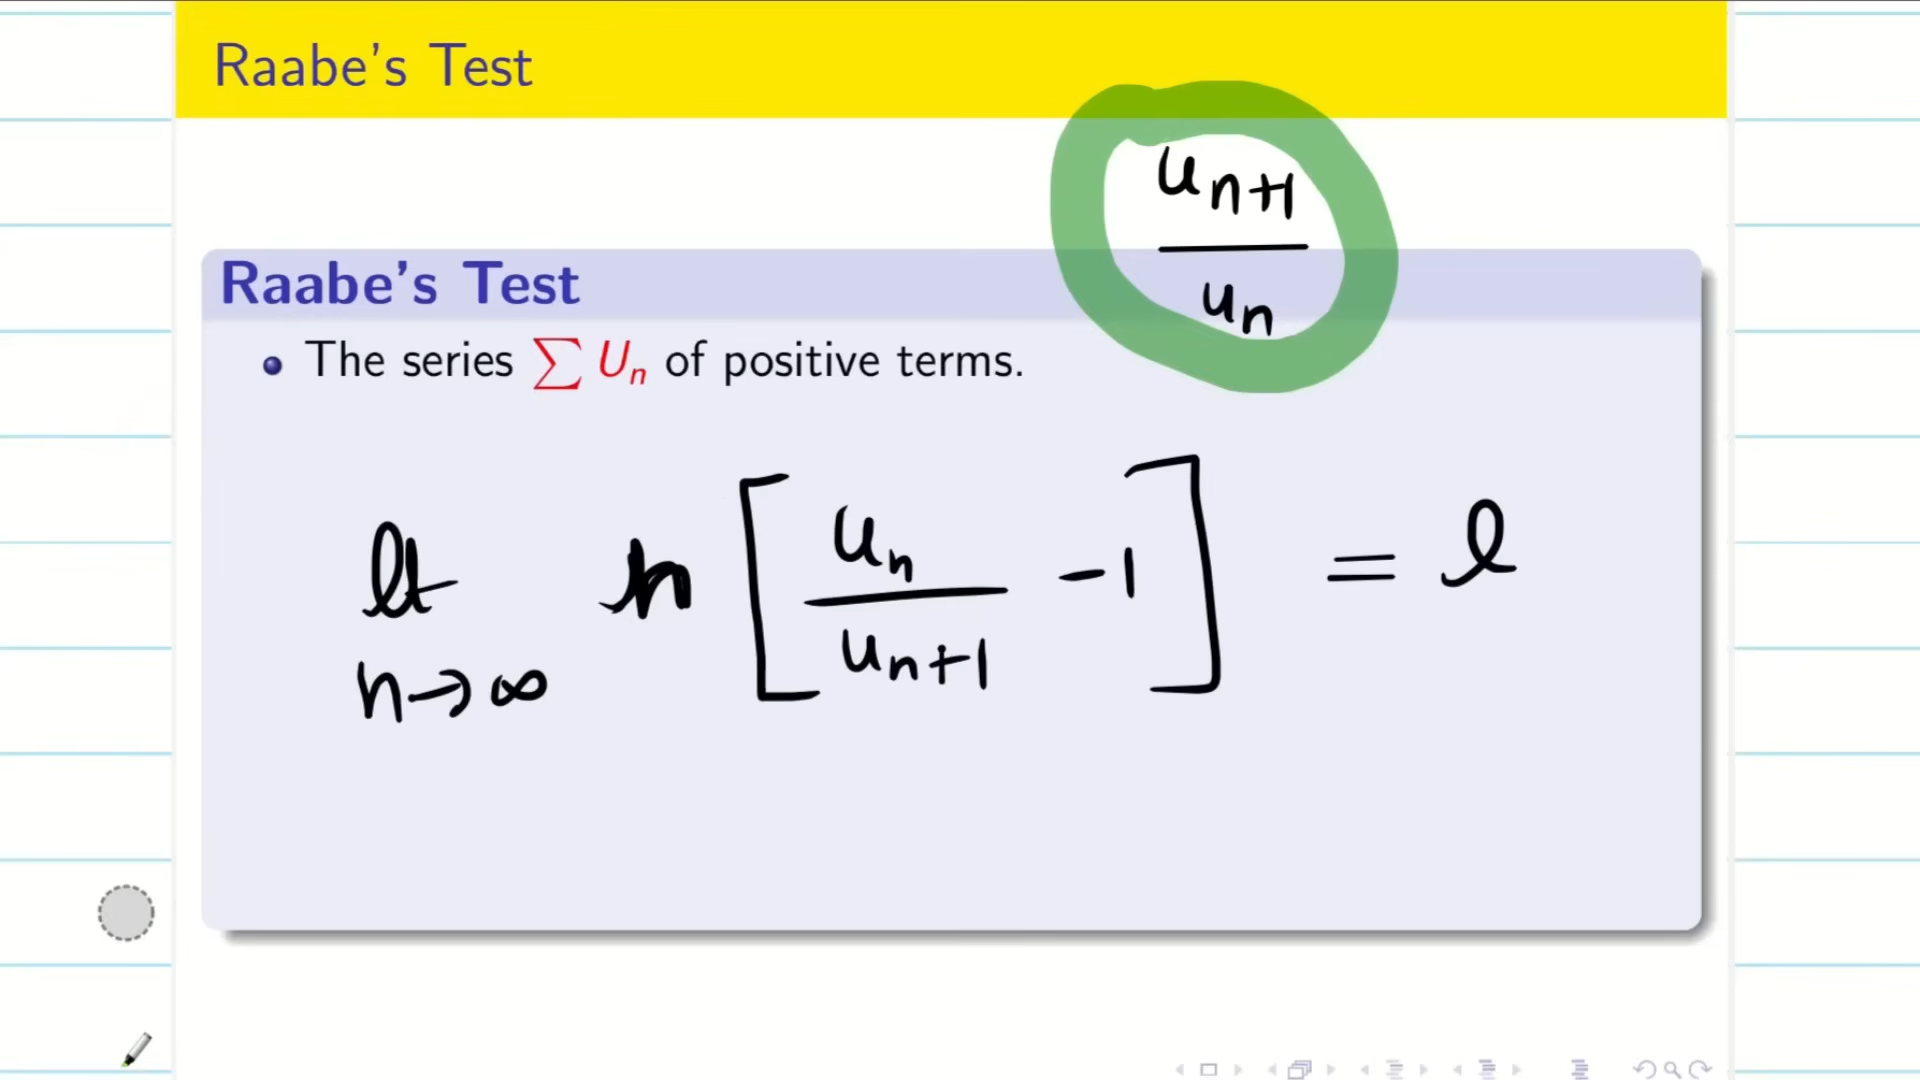 Raabe's Test
u_{n+1} / u_n
Raabe's Test
• The series ∑ U_n of positive terms.
lt n→∞ n [ u_n / u_{n+1} − 1 ] = l